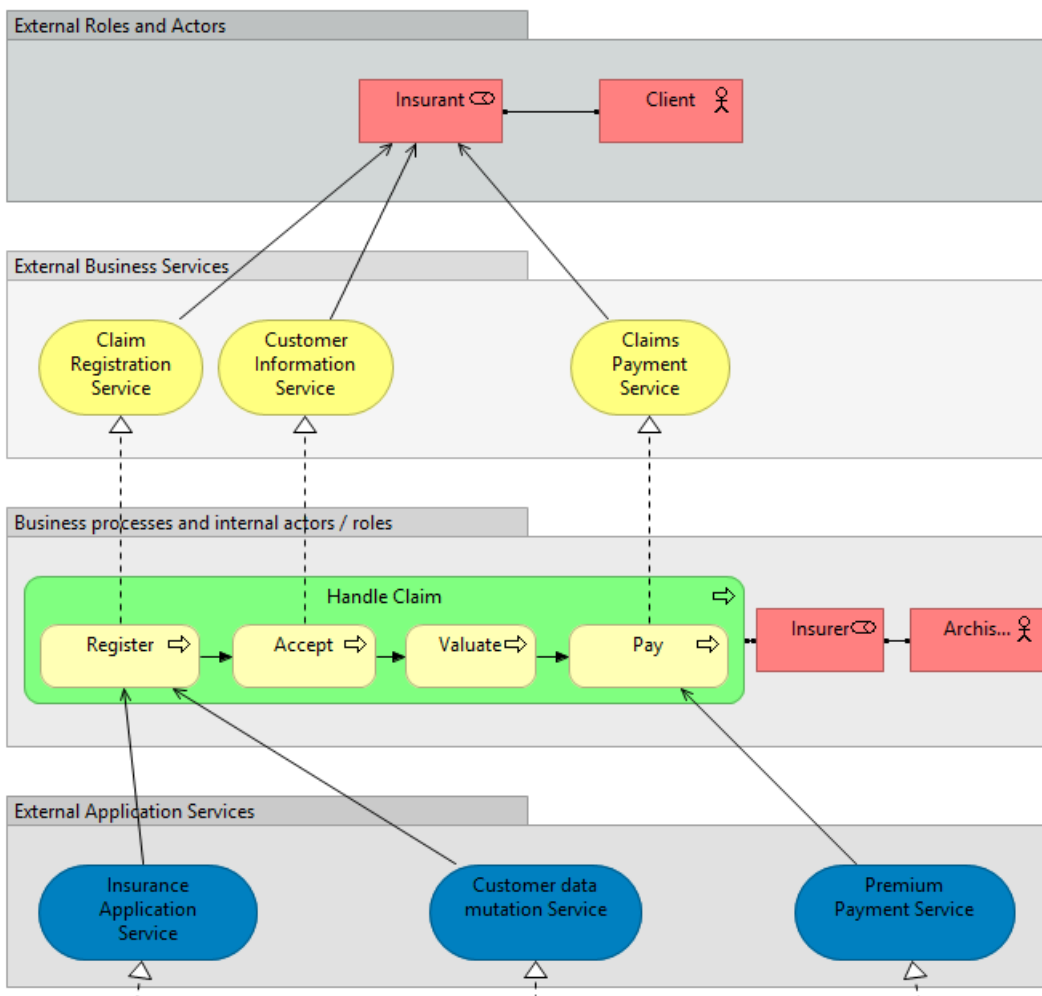 External Roles and Actors
Insurant
Client
External Business Services
Claim
Registration
Service
Customer
Information
Service
Claims
Payment
Service
Business processes and internal actors / roles
Handle Claim
Register
Accept
Valuate
Pay
Insurer
Archis...
External Application Services
Insurance
Application
Service
Customer data
mutation Service
Premium
Payment Service